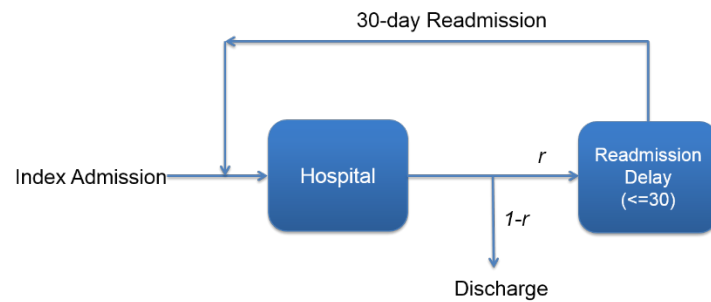 30-day Readmission
Index Admission
Hospital
r
Readmission
Delay
(<=30)
1-r
Discharge